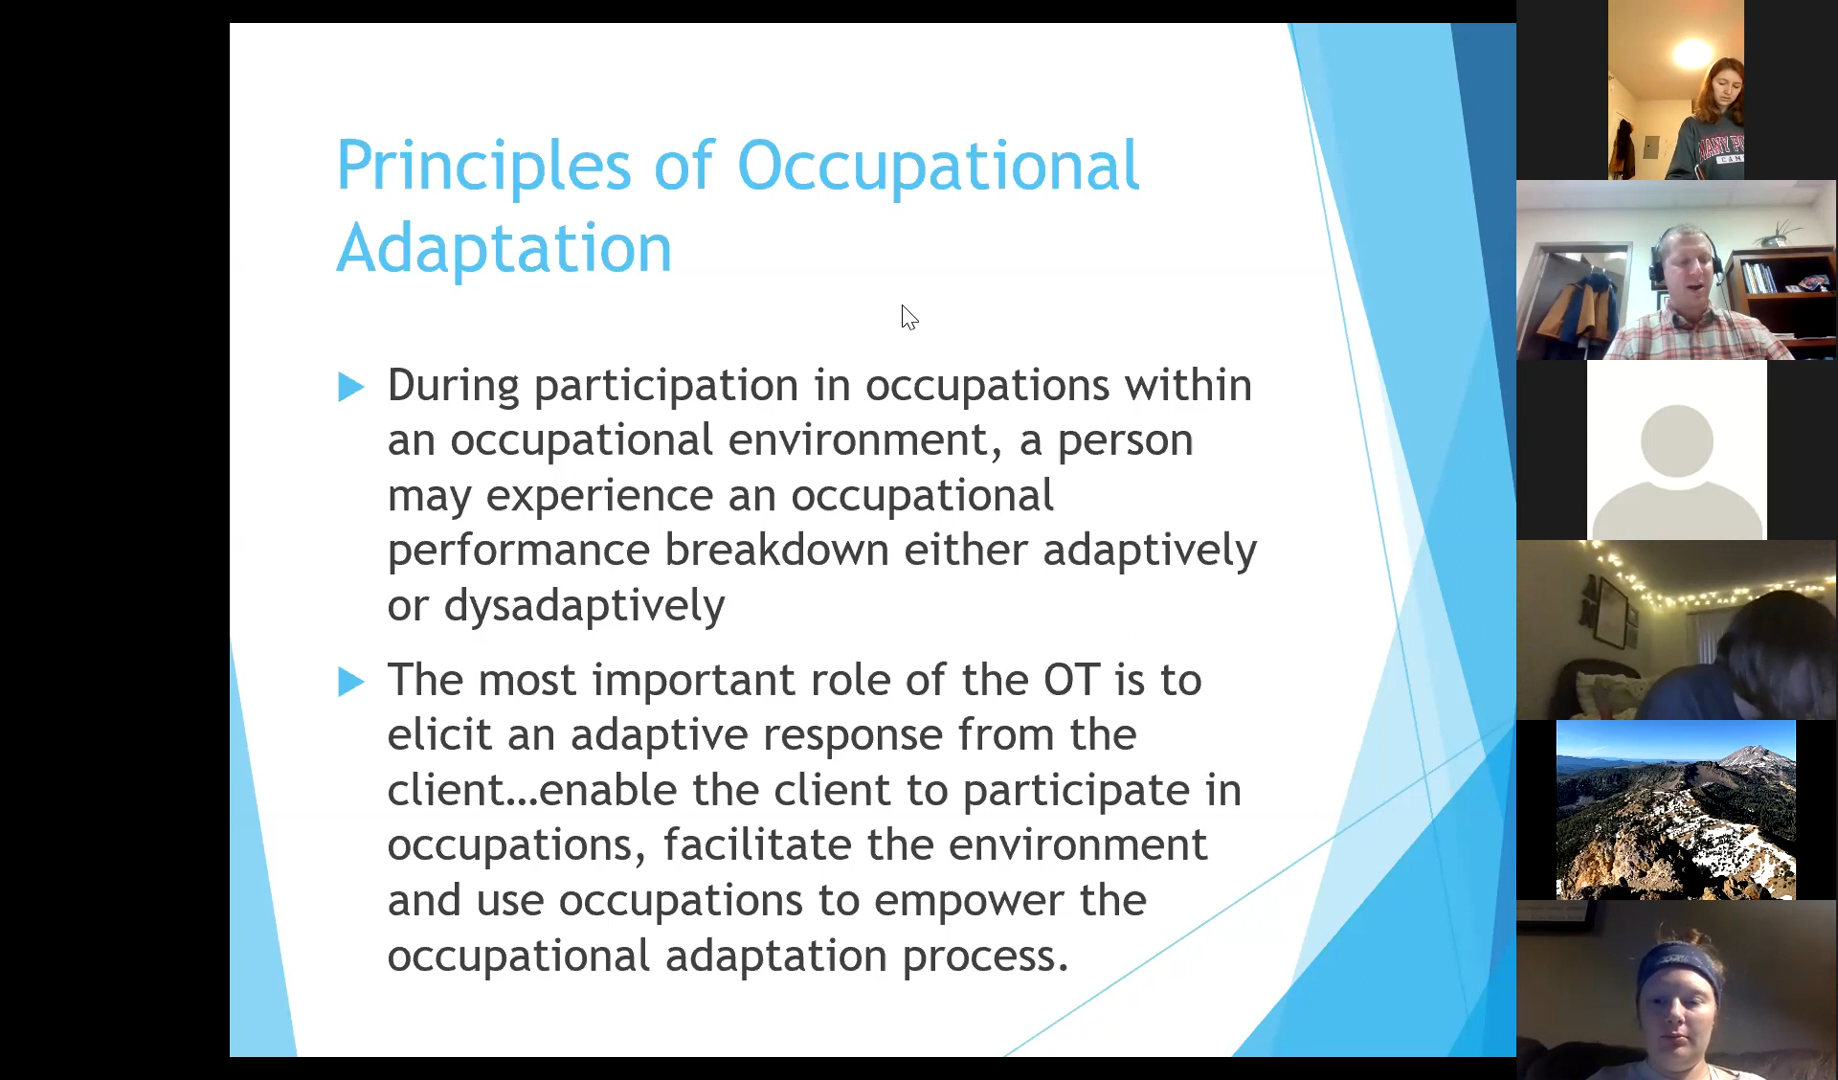 Principles of Occupational
Adaptation
During participation in occupations within
an occupational environment, a person
may experience an occupational
performance breakdown either adaptively
or dysadaptively
The most important role of the OT is to
elicit an adaptive response from the
client…enable the client to participate in
occupations, facilitate the environment
and use occupations to empower the
occupational adaptation process.